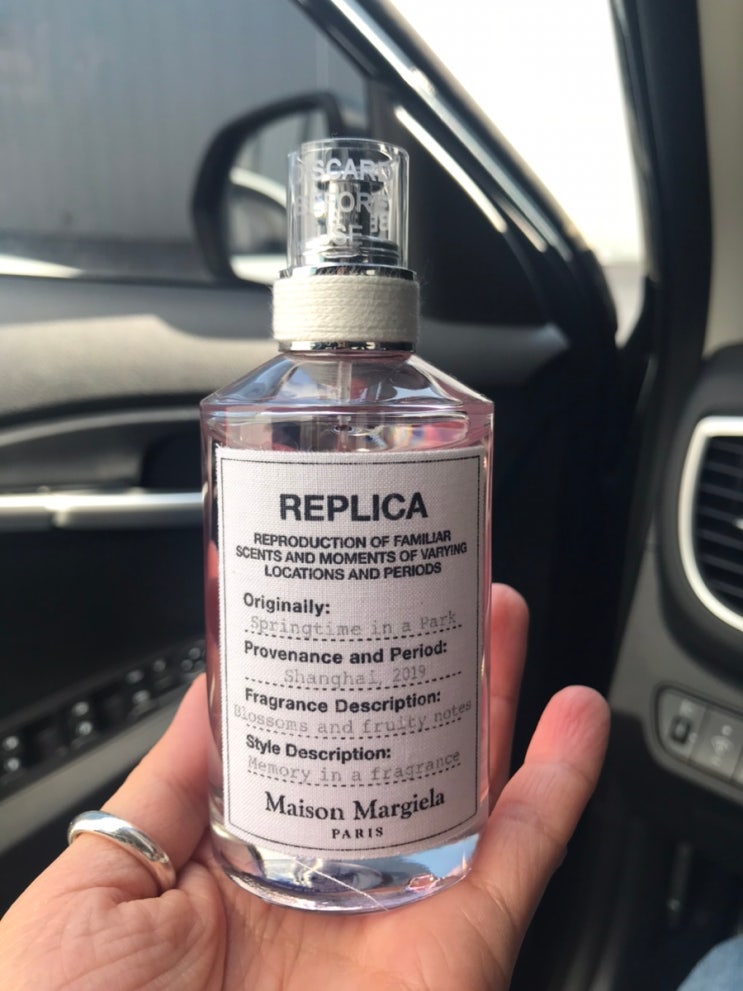 REPLICA
REPRODUCTION OF FAMILIAR
SCENTS AND MOMENTS OF VARYING
LOCATIONS AND PERIODS
Originally:
Springtime in a Park
Provenance and Period:
Shanghai, 2019
Fragrance Description:
Blossoms and fruity notes
Style Description:
Memory in a fragrance
Maison Margiela
PARIS